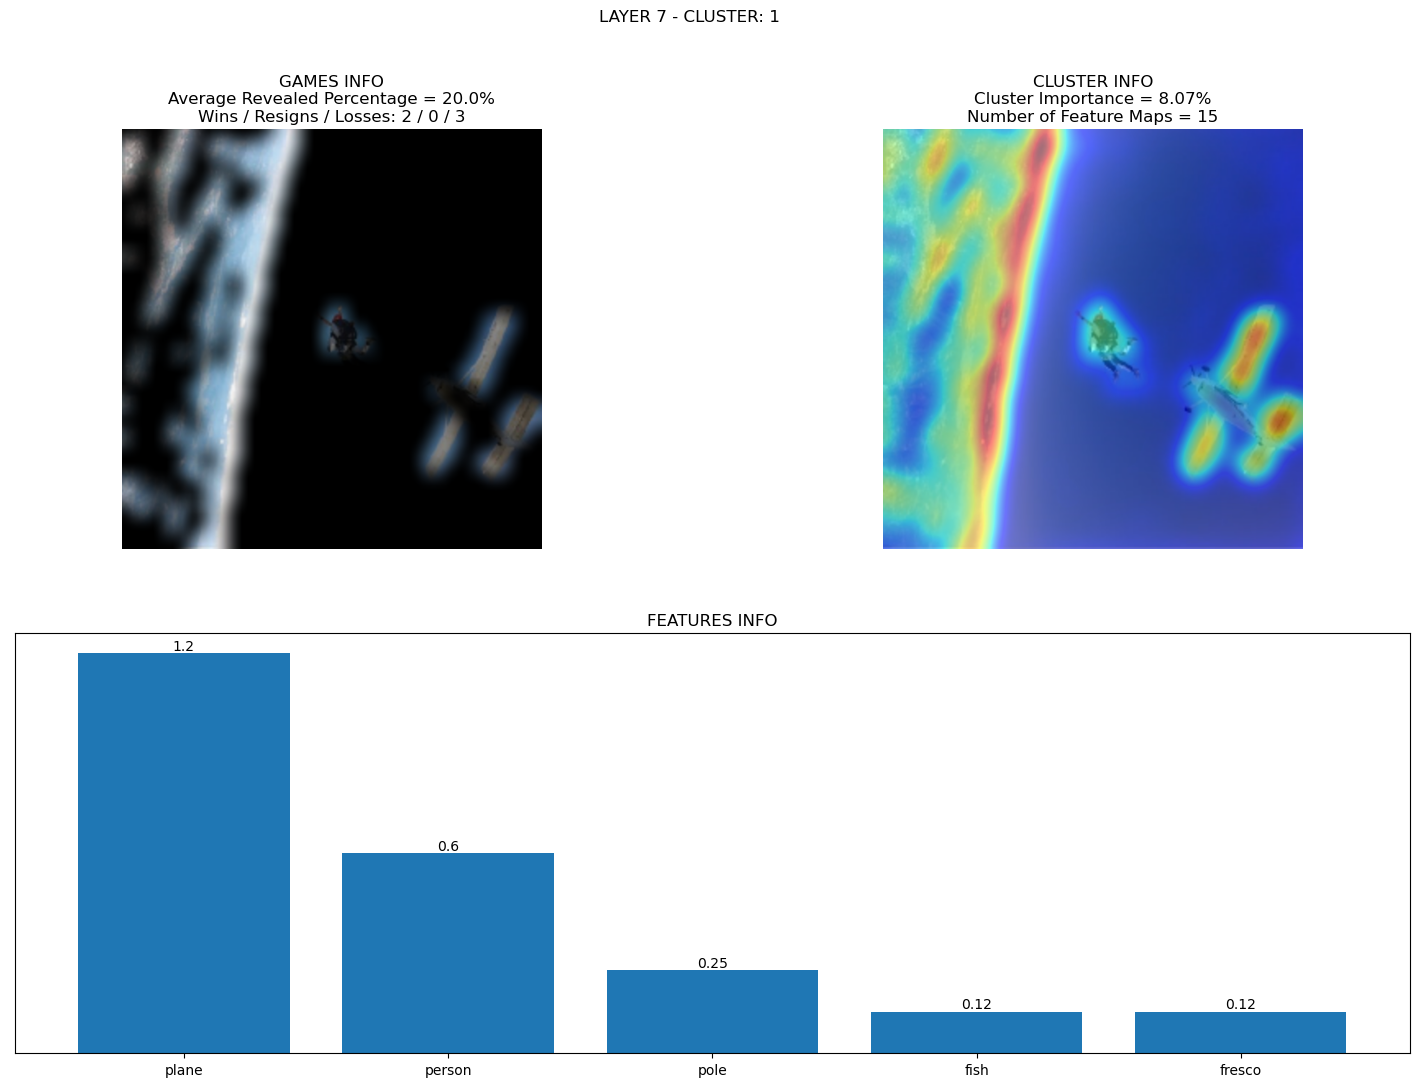 LAYER 7 - CLUSTER: 1
GAMES INFO
Average Revealed Percentage = 20.0%
Wins / Resigns / Losses: 2 / 0 / 3
CLUSTER INFO
Cluster Importance = 8.07%
Number of Feature Maps = 15
FEATURES INFO
1.2
0.6
0.25
0.12
0.12
plane
person
pole
fish
fresco